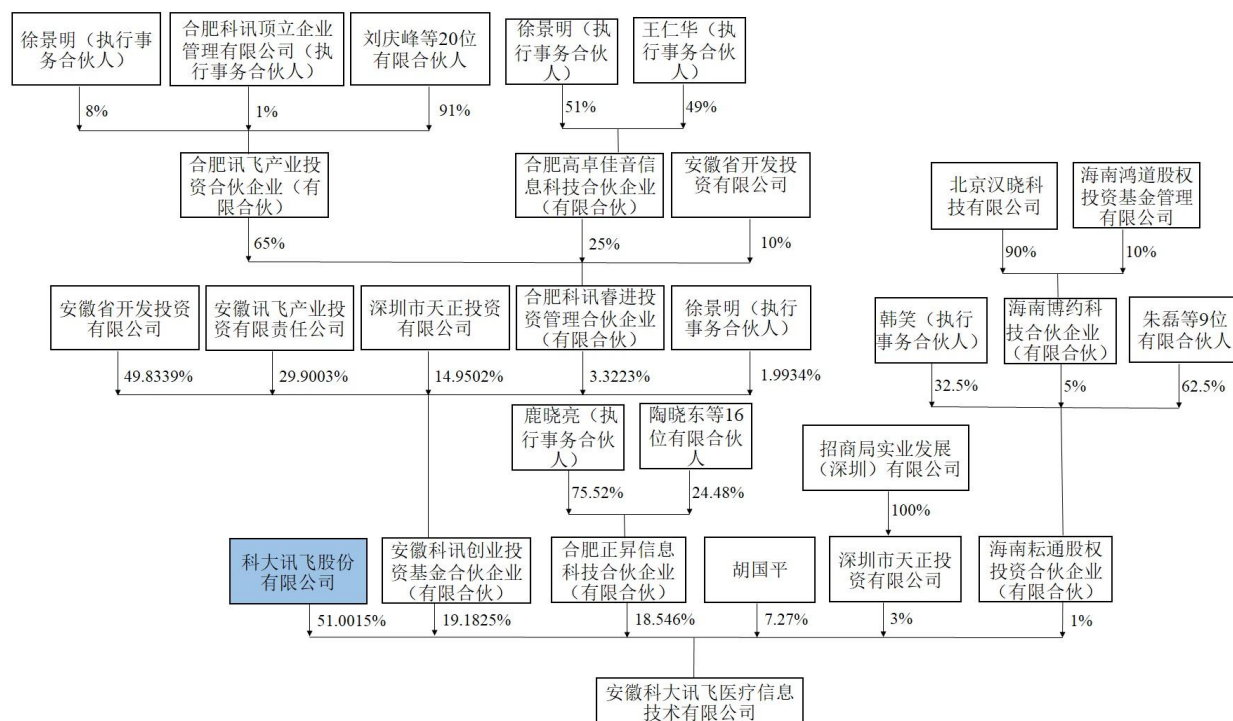 徐景明（执行事
务合伙人）
合肥科讯顶立企业
管理有限公司（执
行事务合伙人）
刘庆峰等20位
有限合伙人
徐景明（执
行事务合伙
人）
王仁华（执
行事务合伙
人）
8%
1%
91%
51%
49%
合肥讯飞产业投
资合伙企业（有
限合伙）
合肥高卓佳音信
息科技合伙企业
（有限合伙）
安徽省开发投
资有限公司
北京汉晓科
技有限公司
海南鸿道股权
投资基金管理
有限公司
65%
25%
10%
90%
10%
安徽省开发投资
有限公司
安徽讯飞产业投
资有限责任公司
深圳市天正投资
有限公司
合肥科讯睿进投
资管理合伙企业
（有限合伙）
徐景明（执行
事务合伙人）
韩笑（执行
事务合伙人）
海南博约科
技合伙企业
（有限合伙）
朱磊等9位
有限合伙人
49.8339%
29.9003%
14.9502%
3.3223%
1.9934%
32.5%
5%
62.5%
鹿晓亮（执
行事务合伙
人）
陶晓东等16
位有限合伙
人
招商局实业发展
（深圳）有限公司
75.52%
24.48%
100%
科大讯飞股份
有限公司
安徽科讯创业投
资基金合伙企业
（有限合伙）
合肥正昇信息
科技合伙企业
（有限合伙）
胡国平
深圳市天正投
资有限公司
海南耘通股权
投资合伙企业
（有限合伙）
51.0015%
19.1825%
18.546%
7.27%
3%
1%
安徽科大讯飞医疗信息
技术有限公司